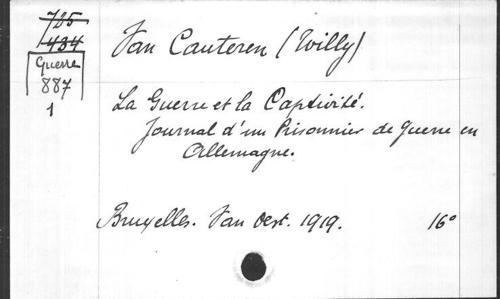 785
434
Guerre
887
1
Van Cauteren (Willy)
La Guerre et la Captivité.
Journal d'un Prisonnier de Guerre en
Allemagne.
Bruxelles. Van Oest. 1919. 16°